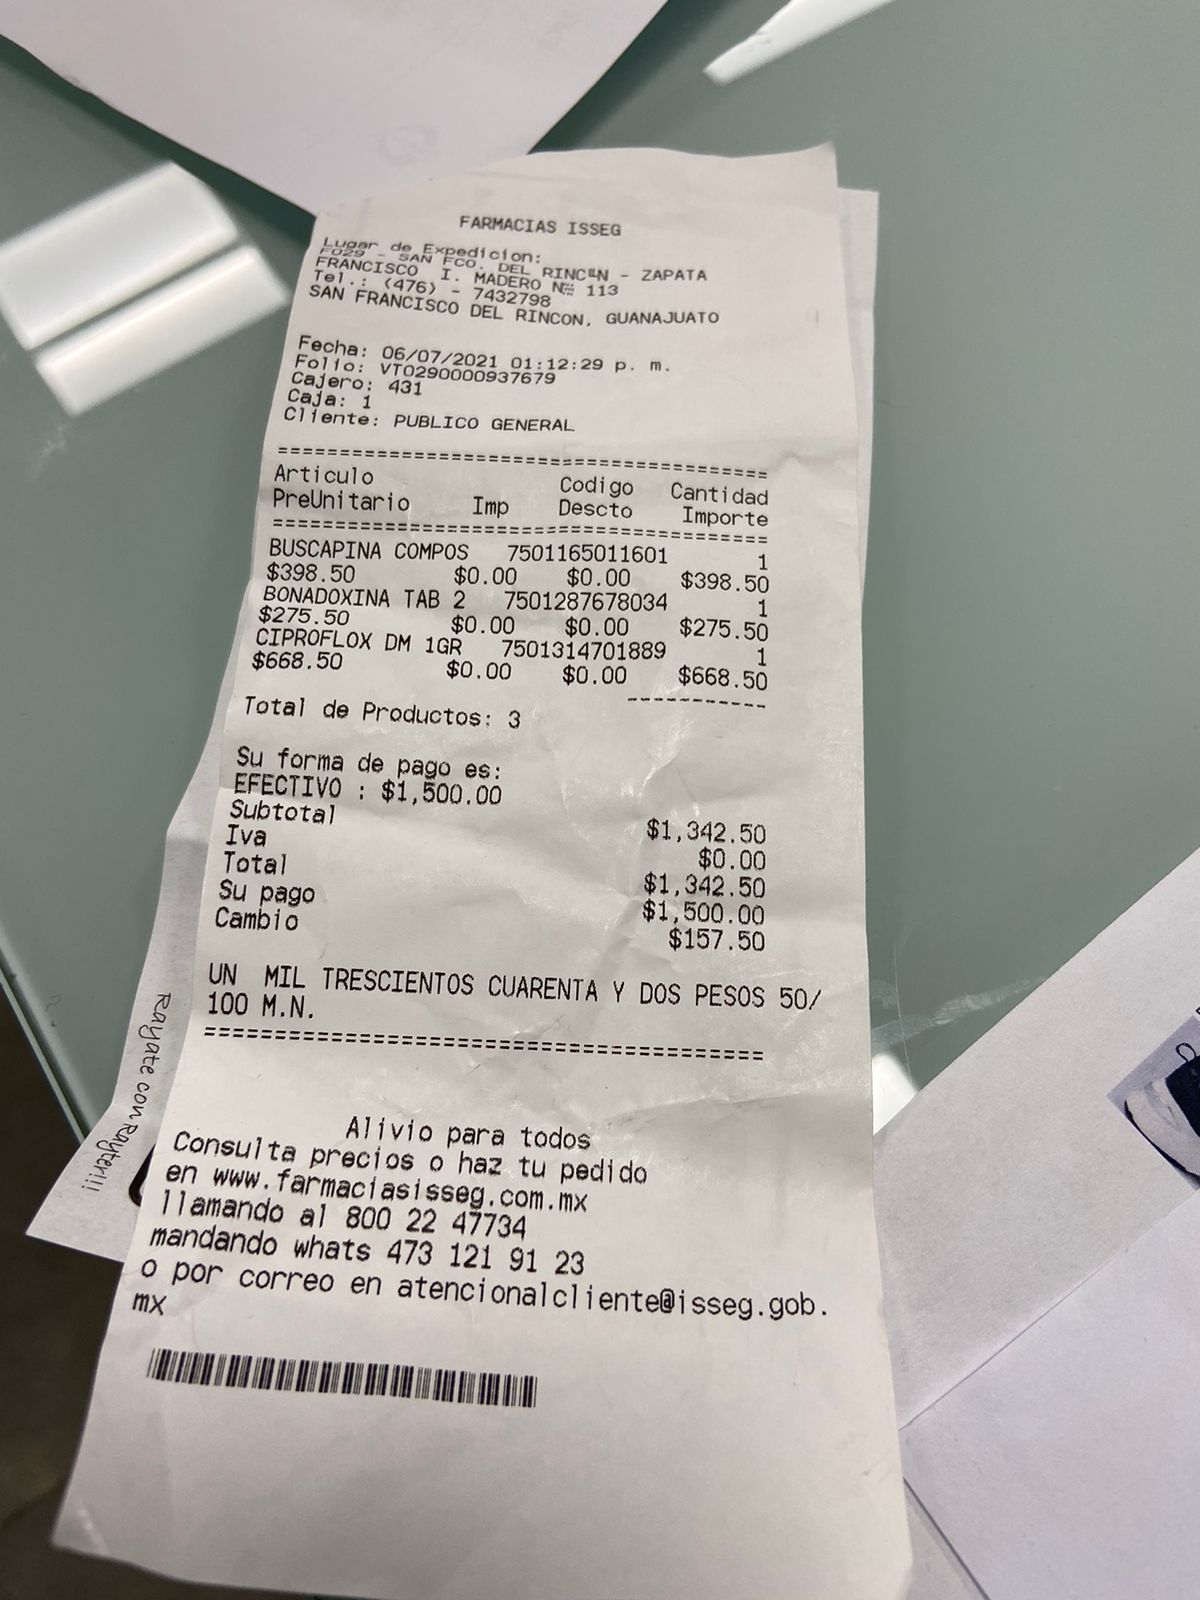 FARMACIAS ISSEG
Lugar de Expedicion:
F029 - SAN FCO. DEL RINCON - ZAPATA
FRANCISCO I. MADERO N 113
Tel.: (476) - 7432798
SAN FRANCISCO DEL RINCON, GUANAJUATO
Fecha: 06/07/2021 01:12:29 p. m.
Folio: VT0290000937679
Cajero: 431
Caja: 1
Cliente: PUBLICO GENERAL
========================================
Articulo Codigo Cantidad
PreUnitario Imp Descto Importe
========================================
BUSCAPINA COMPOS 7501165011601 1
$398.50 $0.00 $0.00 $398.50
BONADOXINA TAB 2 7501287678034 1
$275.50 $0.00 $0.00 $275.50
CIPROFLOX DM 1GR 7501314701889 1
$668.50 $0.00 $0.00 $668.50
-----------
Total de Productos: 3
Su forma de pago es:
EFECTIVO : $1,500.00
Subtotal $1,342.50
Iva $0.00
Total $1,342.50
Su pago $1,500.00
Cambio $157.50
UN MIL TRESCIENTOS CUARENTA Y DOS PESOS 50/
100 M.N.
========================================
Alivio para todos
Consulta precios o haz tu pedido
en www.farmaciasisseg.com.mx
llamando al 800 22 47734
mandando whats 473 121 91 23
o por correo en atencionalcliente@isseg.gob.
mx
Rayate con Rayter!!!